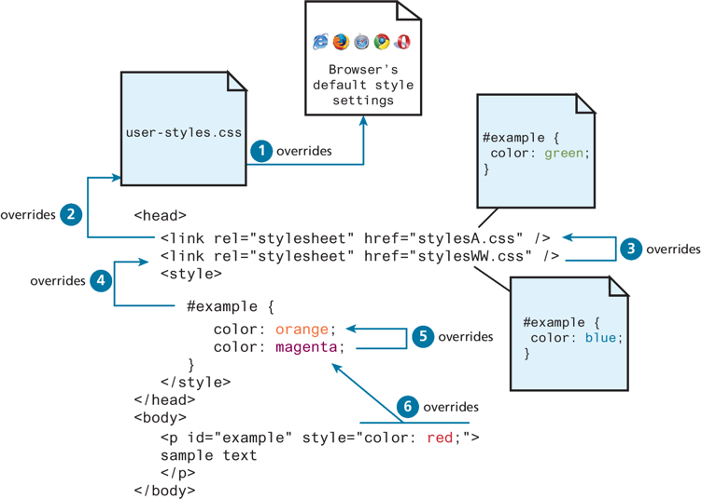 Browser's
default style
settings
user-styles.css
1 overrides
#example {
color: green;
}
overrides 2
<head>
<link rel="stylesheet" href="stylesA.css" />
<link rel="stylesheet" href="stylesWW.css" />
3 overrides
<style>
overrides 4
#example {
color: orange;
color: magenta;
5 overrides
}
#example {
color: blue;
}
</style>
</head>
6 overrides
<body>
<p id="example" style="color: red;">
sample text
</p>
</body>